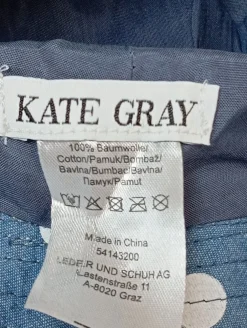 KATE GRAY
100% Baumwolle/
Cotton/Pamuk/Bombaž/
Bavlna/Bumbac/Bavlna/
Памук/Pamut
Made in China
54143200
LEDER UND SCHUH AG
Lastenstraße 11
A-8020 Graz